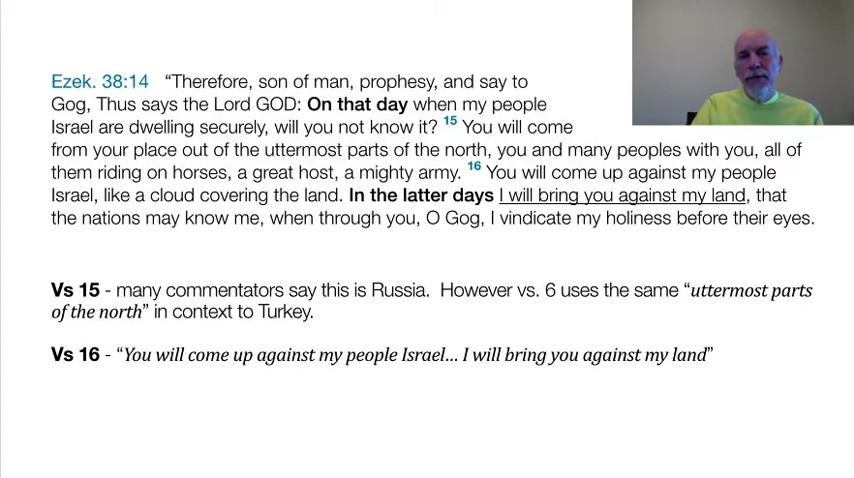 Ezek. 38:14 “Therefore, son of man, prophesy, and say to
Gog, Thus says the Lord GOD: On that day when my people
Israel are dwelling securely, will you not know it? 15 You will come
from your place out of the uttermost parts of the north, you and many peoples with you, all of
them riding on horses, a great host, a mighty army. 16 You will come up against my people
Israel, like a cloud covering the land. In the latter days I will bring you against my land, that
the nations may know me, when through you, O Gog, I vindicate my holiness before their eyes.
Vs 15 - many commentators say this is Russia. However vs. 6 uses the same “uttermost parts
of the north” in context to Turkey.
Vs 16 - “You will come up against my people Israel... I will bring you against my land”